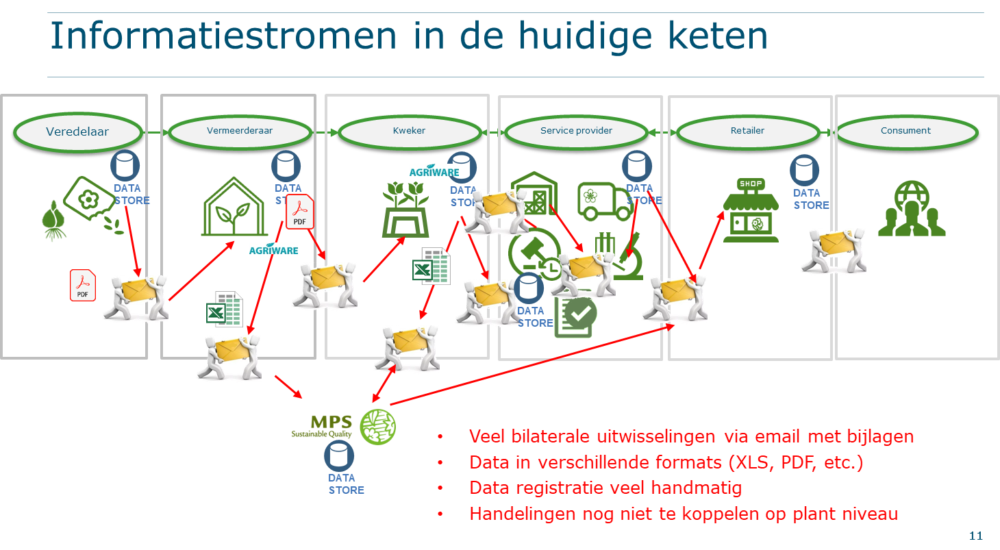 Informatiestromen in de huidige keten
Veredelaar
Vermeerderaar
Kweker
Service provider
Retailer
Consument
DATA
STORE
PDF
DATA
ST
PDF
AGRIWARE
X
AGRIWARE
DATA
STOR
X
DATA
STORE
DATA
STORE
SHOP
DATA
STORE
MPS
Sustainable Quality
DATA
STORE
• Veel bilaterale uitwisselingen via email met bijlagen
• Data in verschillende formats (XLS, PDF, etc.)
• Data registratie veel handmatig
• Handelingen nog niet te koppelen op plant niveau
11